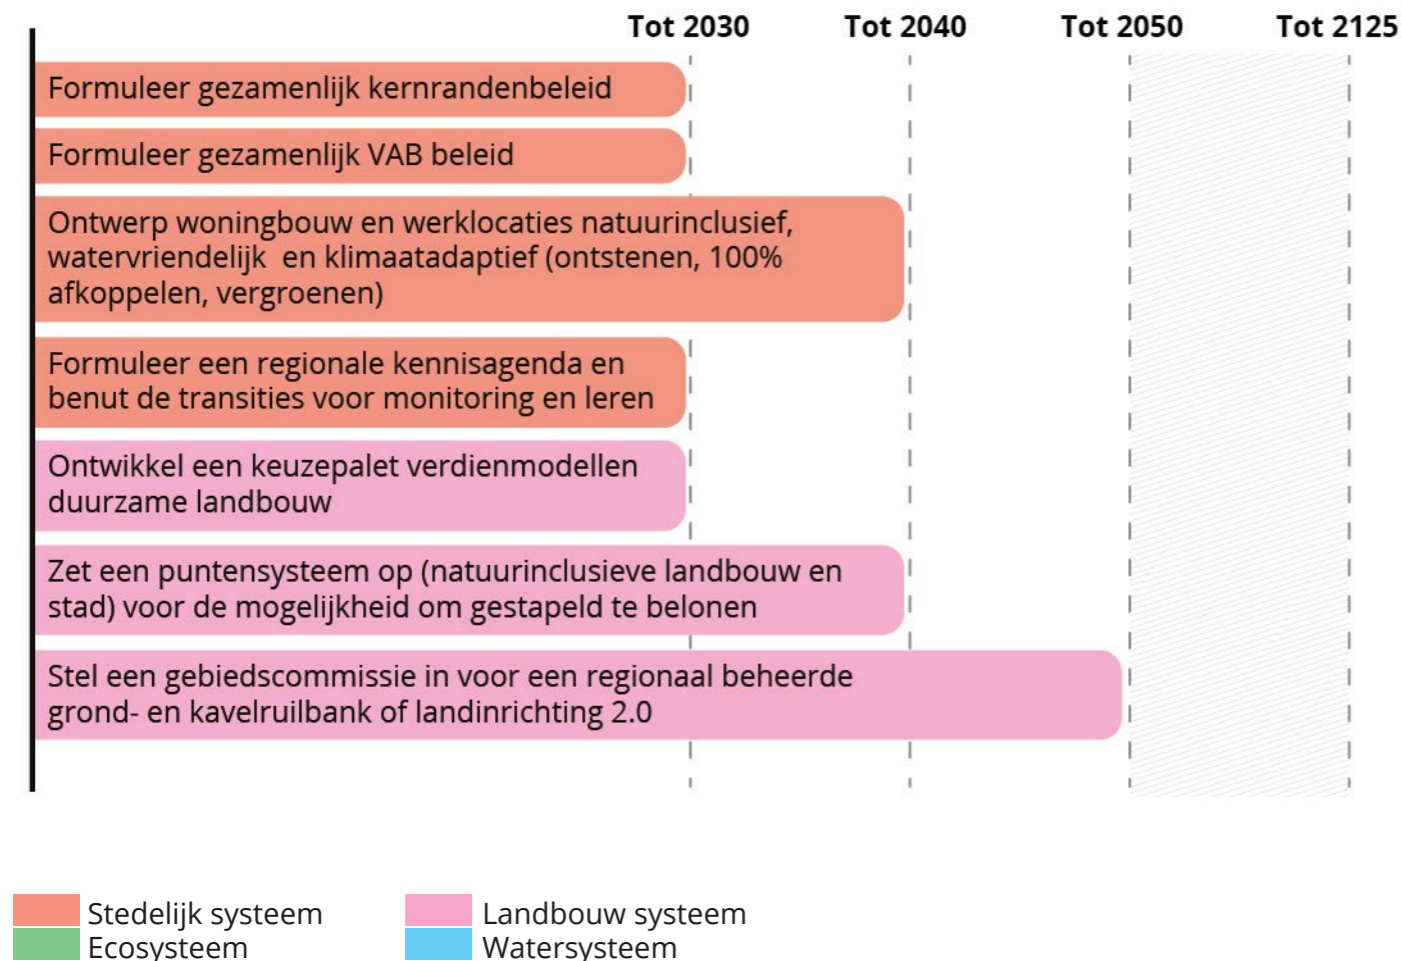 Tot 2030 Tot 2040 Tot 2050 Tot 2125
Formuleer gezamenlijk kernrandenbeleid
Formuleer gezamenlijk VAB beleid
Ontwerp woningbouw en werklocaties natuurinclusief,
watervriendelijk en klimaatadaptief (ontstenen, 100%
afkoppelen, vergroenen)
Formuleer een regionale kennisagenda en
benut de transities voor monitoring en leren
Ontwikkel een keuzepalet verdienmodellen
duurzame landbouw
Zet een puntensysteem op (natuurinclusieve landbouw en
stad) voor de mogelijkheid om gestapeld te belonen
Stel een gebiedscommissie in voor een regionaal beheerde
grond- en kavelruilbank of landinrichting 2.0
Stedelijk systeem Landbouw systeem
Ecosysteem Watersysteem